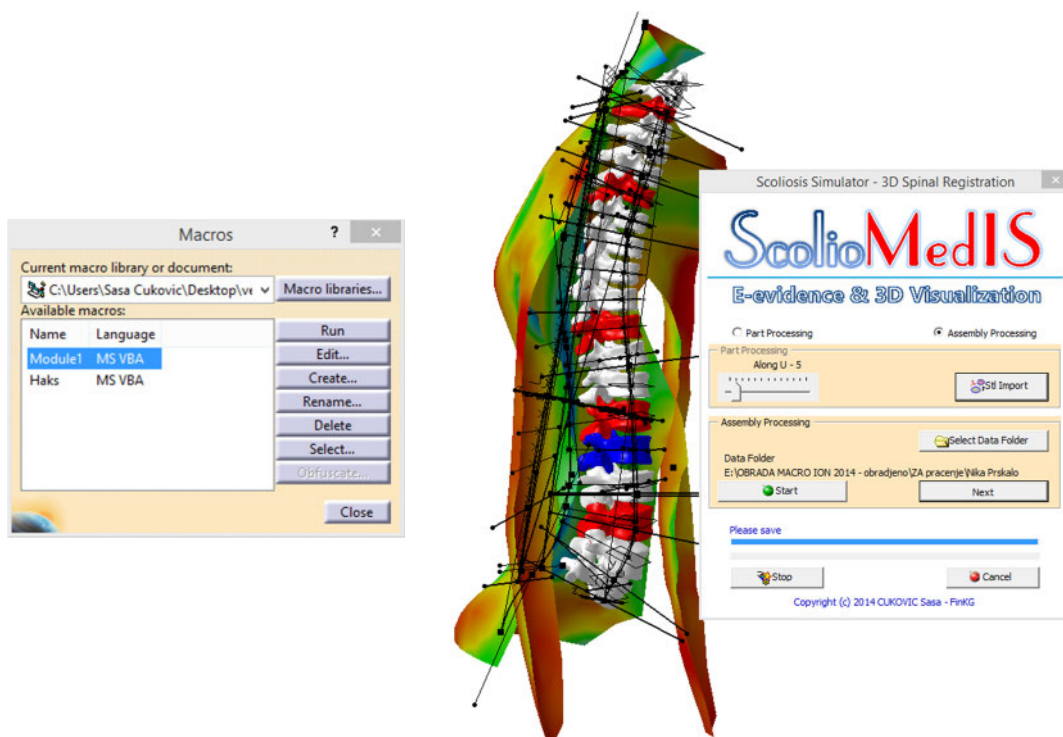 Macros
?
×
Current macro library or document:
C:\Users\Sasa Cukovic\Desktop\ve
Macro libraries...
Available macros:
Name Language
Module1 MS VBA
Haks MS VBA
Run
Edit...
Create...
Rename...
Delete
Select...
Obfuscate...
Close
Scoliosis Simulator - 3D Spinal Registration
×
ScolioMedIS
E-evidence & 3D Visualization
Part Processing
Assembly Processing
Part Processing
Along U - 5
Stl Import
Assembly Processing
Select Data Folder
Data Folder
E:\OBRADA MACRO ION 2014 - obradjeno\ZA pracenje\Nika Prskalo
Start
Next
Please save
Stop
Cancel
Copyright (c) 2014 CUKOVIC Sasa - FinKG